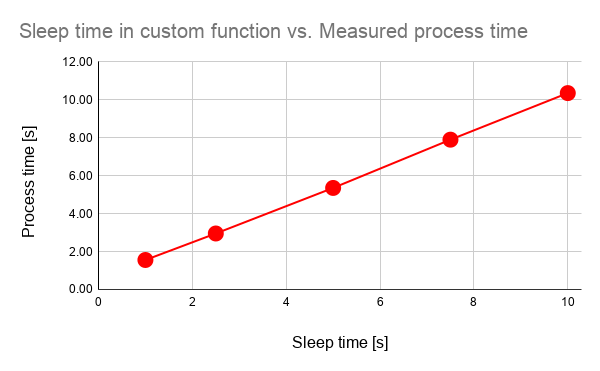 Sleep time in custom function vs. Measured process time
12.00
10.00
8.00
6.00
4.00
2.00
0.00
Process time [s]
0 2 4 6 8 10
Sleep time [s]